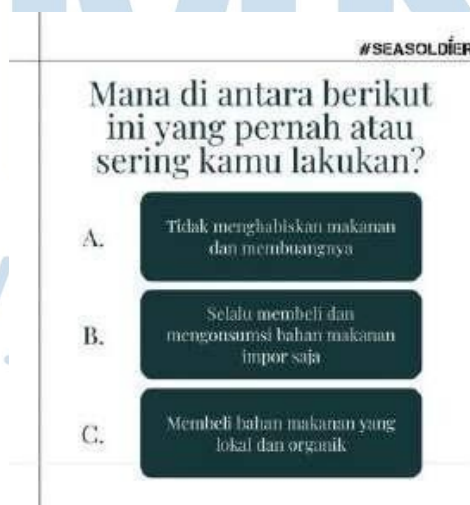 #SEASOLDIER
Mana di antara berikut
ini yang pernah atau
sering kamu lakukan?
A.
Tidak menghabiskan makanan
dan membuangnya
B.
Selalu membeli dan
mengonsumsi bahan makanan
impor saja
C.
Membeli bahan makanan yang
lokal dan organik